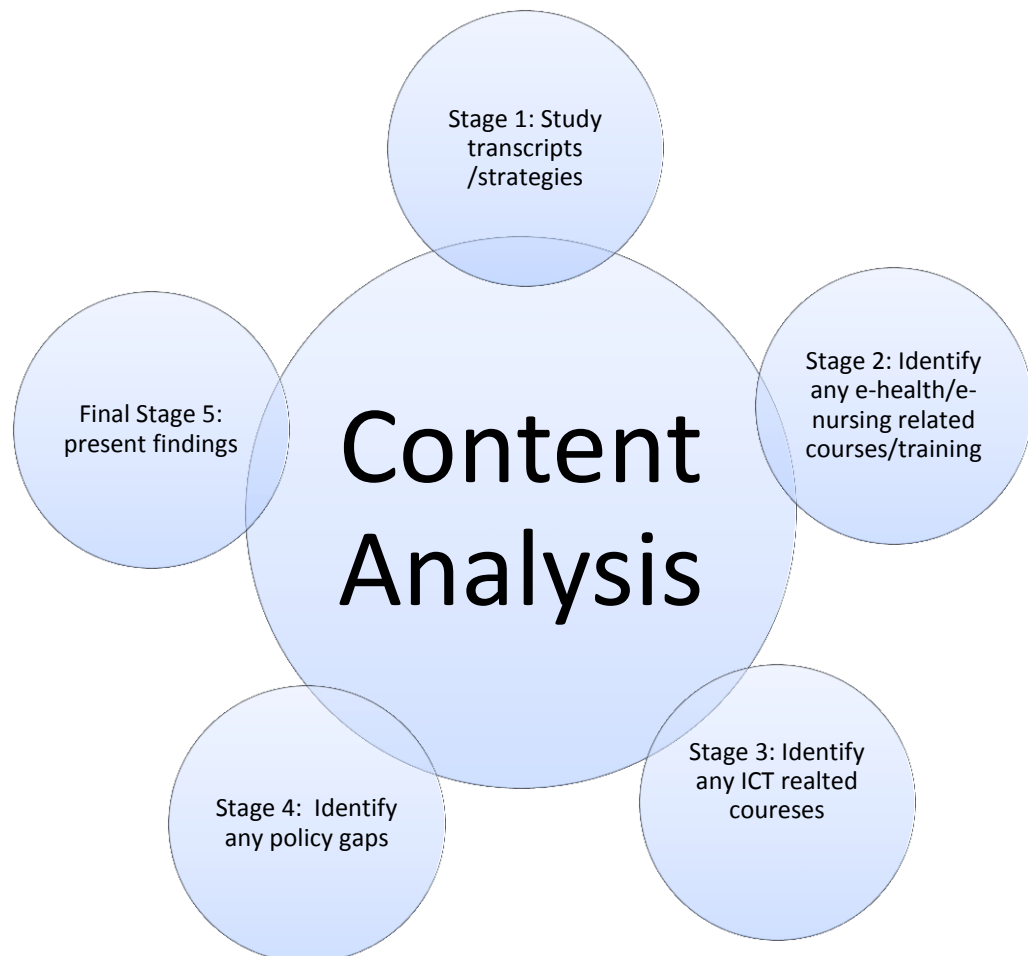 Stage 1: Study
transcripts
/strategies
Stage 2: Identify
any e-health/e-
nursing related
courses/training
Stage 3: Identify
any ICT realted
coureses
Stage 4:  Identify
any policy gaps
Final Stage 5:
present findings
Content
Analysis